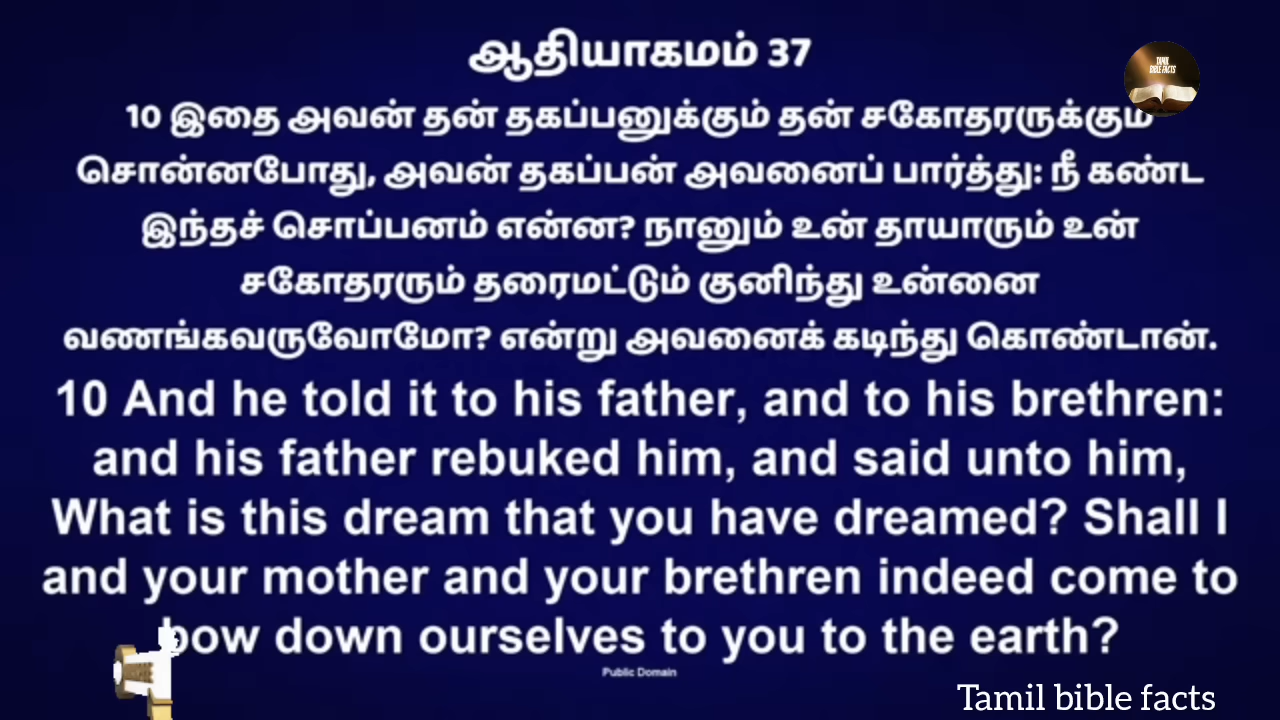 ஆதியாகமம் 37
TAMIL
BIBLE FACTS
10 இதை அவன் தன் தகப்பனுக்கும் தன் சகோதரருக்கும்
சொன்னபோது, அவன் தகப்பன் அவனைப் பார்த்து: நீ கண்ட
இந்தச் சொப்பனம் என்ன? நானும் உன் தாயாரும் உன்
சகோதரரும் தரைமட்டும் குனிந்து உன்னை
வணங்கவருவோமோ? என்று அவனைக் கடிந்து கொண்டான்.
10 And he told it to his father, and to his brethren:
and his father rebuked him, and said unto him,
What is this dream that you have dreamed? Shall I
and your mother and your brethren indeed come to
bow down ourselves to you to the earth?
Public Domain
Tamil bible facts